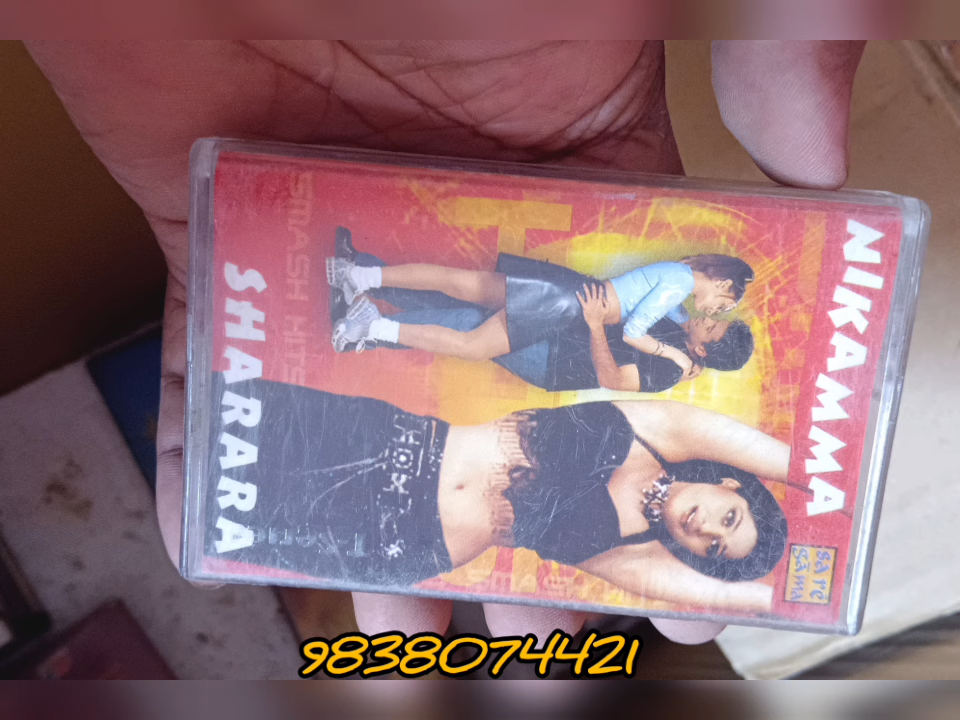 NIKAMMA
SHARARA
SMASH HITS
sa re
ga ma
9838074421